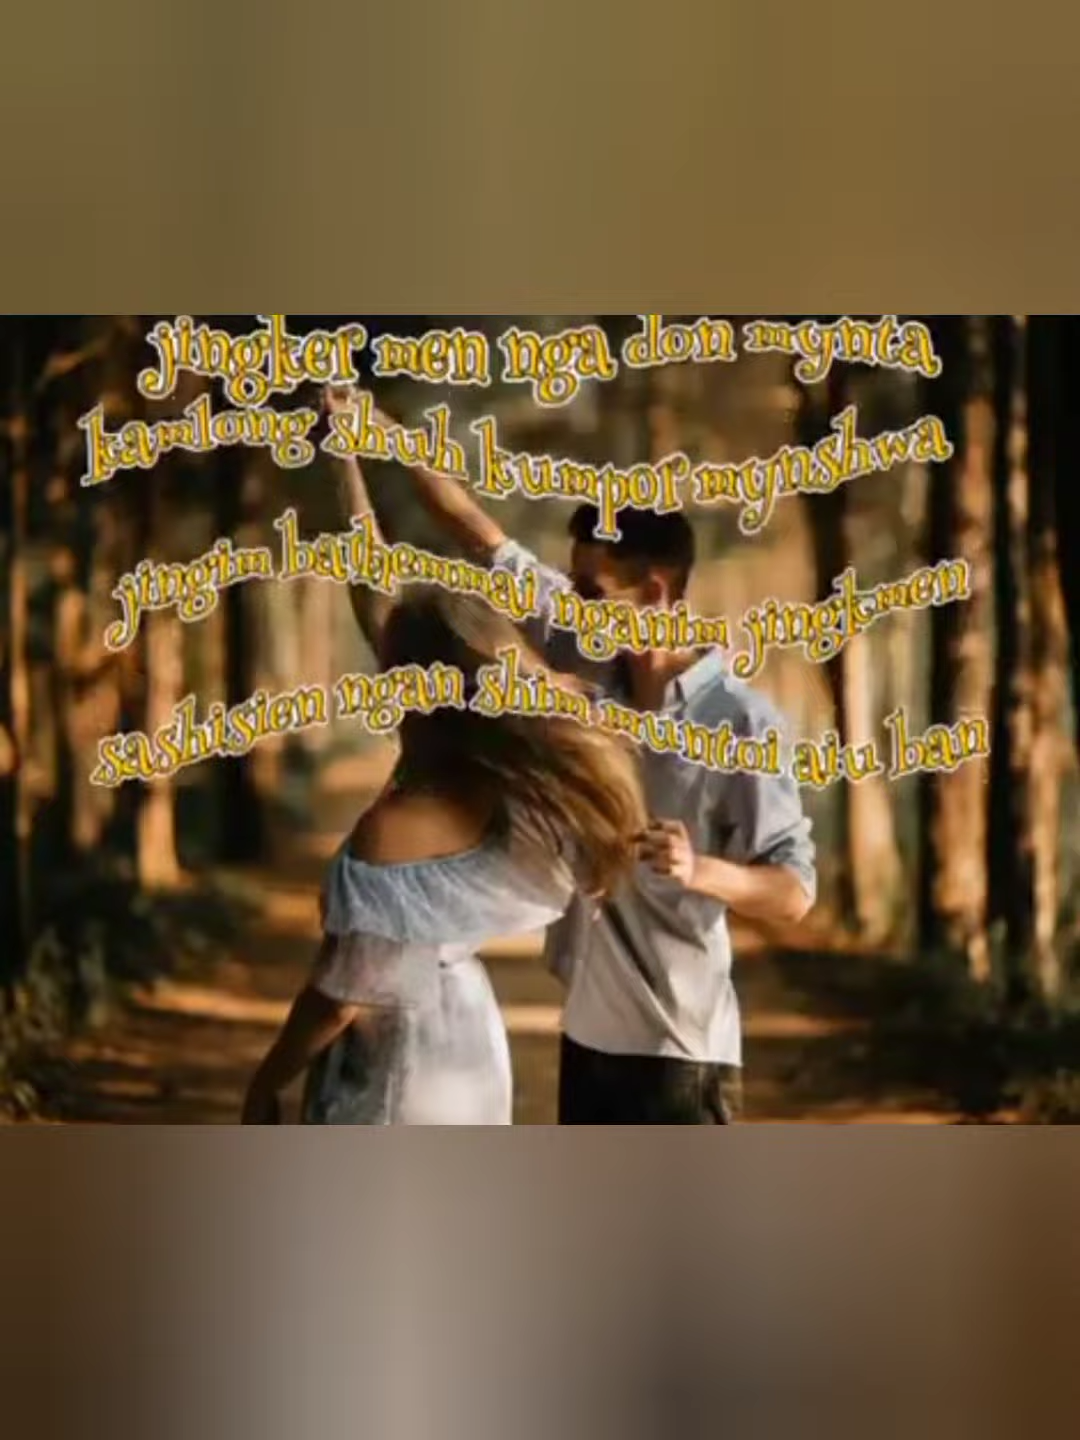 jingker men nga don mynta
kamlong shuh kumpor mynshwa
jingim bathemmai nganim jingkmen
sashisien ngan shim muntoi aiu ban